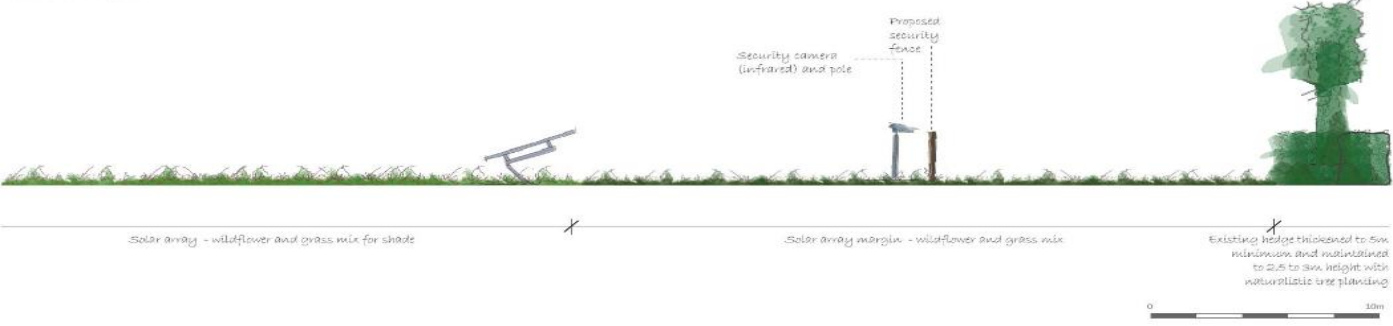 Proposed
security
fence
Security camera
(infrared) and pole
Solar array - wildflower and grass mix for shade
Solar array margin - wildflower and grass mix
Existing hedge thickened to 5m
minimum and maintained
to 2.5 to 3m height with
naturalistic tree planting
0
10m